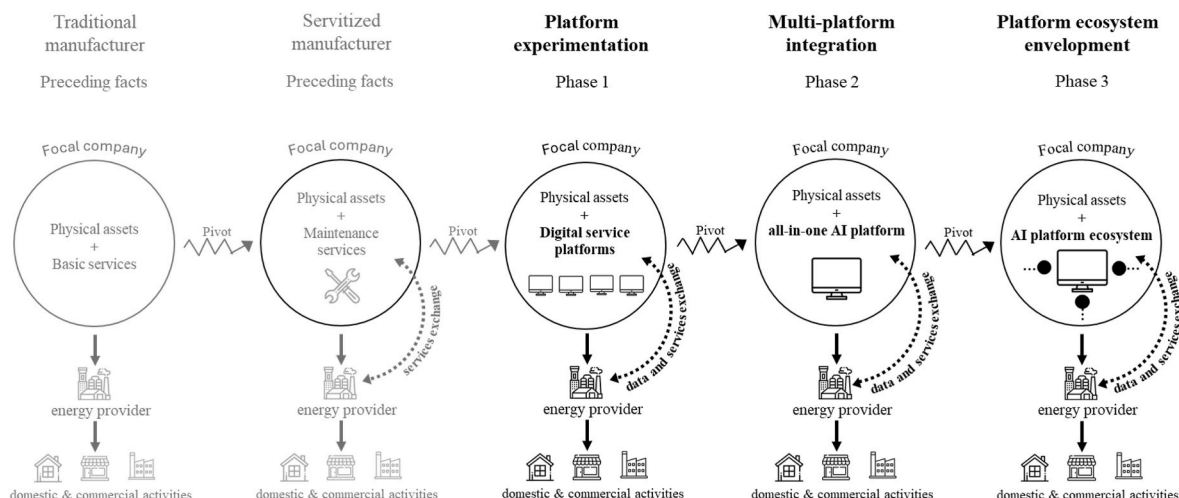 Traditional
manufacturer
Preceding facts
Focal company
Physical assets
+
Basic services
energy provider
domestic & commercial activities
Pivot
Servitized
manufacturer
Preceding facts
Focal company
Physical assets
+
Maintenance
services
services exchange
energy provider
domestic & commercial activities
Pivot
Platform
experimentation
Phase 1
Focal company
Physical assets
+
Digital service
platforms
data and services exchange
energy provider
domestic & commercial activities
Pivot
Multi-platform
integration
Phase 2
Focal company
Physical assets
+
all-in-one AI platform
data and services exchange
energy provider
domestic & commercial activities
Pivot
Platform ecosystem
envelopment
Phase 3
Focal company
Physical assets
+
AI platform ecosystem
data and services exchange
energy provider
domestic & commercial activities